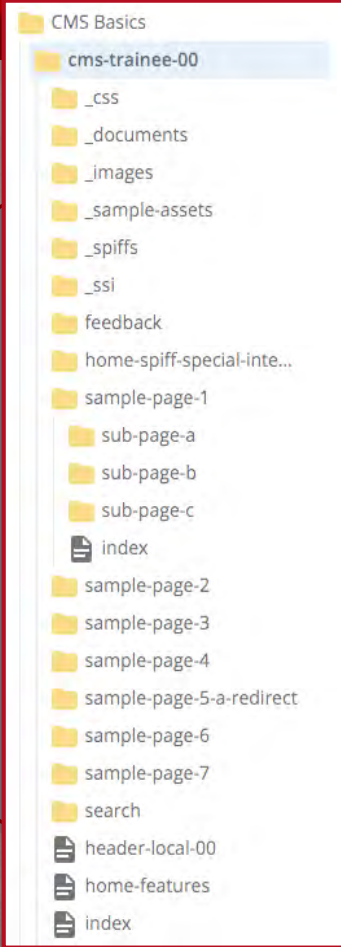 CMS Basics
cms-trainee-00
_css
_documents
_images
_sample-assets
_spiffs
_ssi
feedback
home-spiff-special-inte...
sample-page-1
sub-page-a
sub-page-b
sub-page-c
index
sample-page-2
sample-page-3
sample-page-4
sample-page-5-a-redirect
sample-page-6
sample-page-7
search
header-local-00
home-features
index